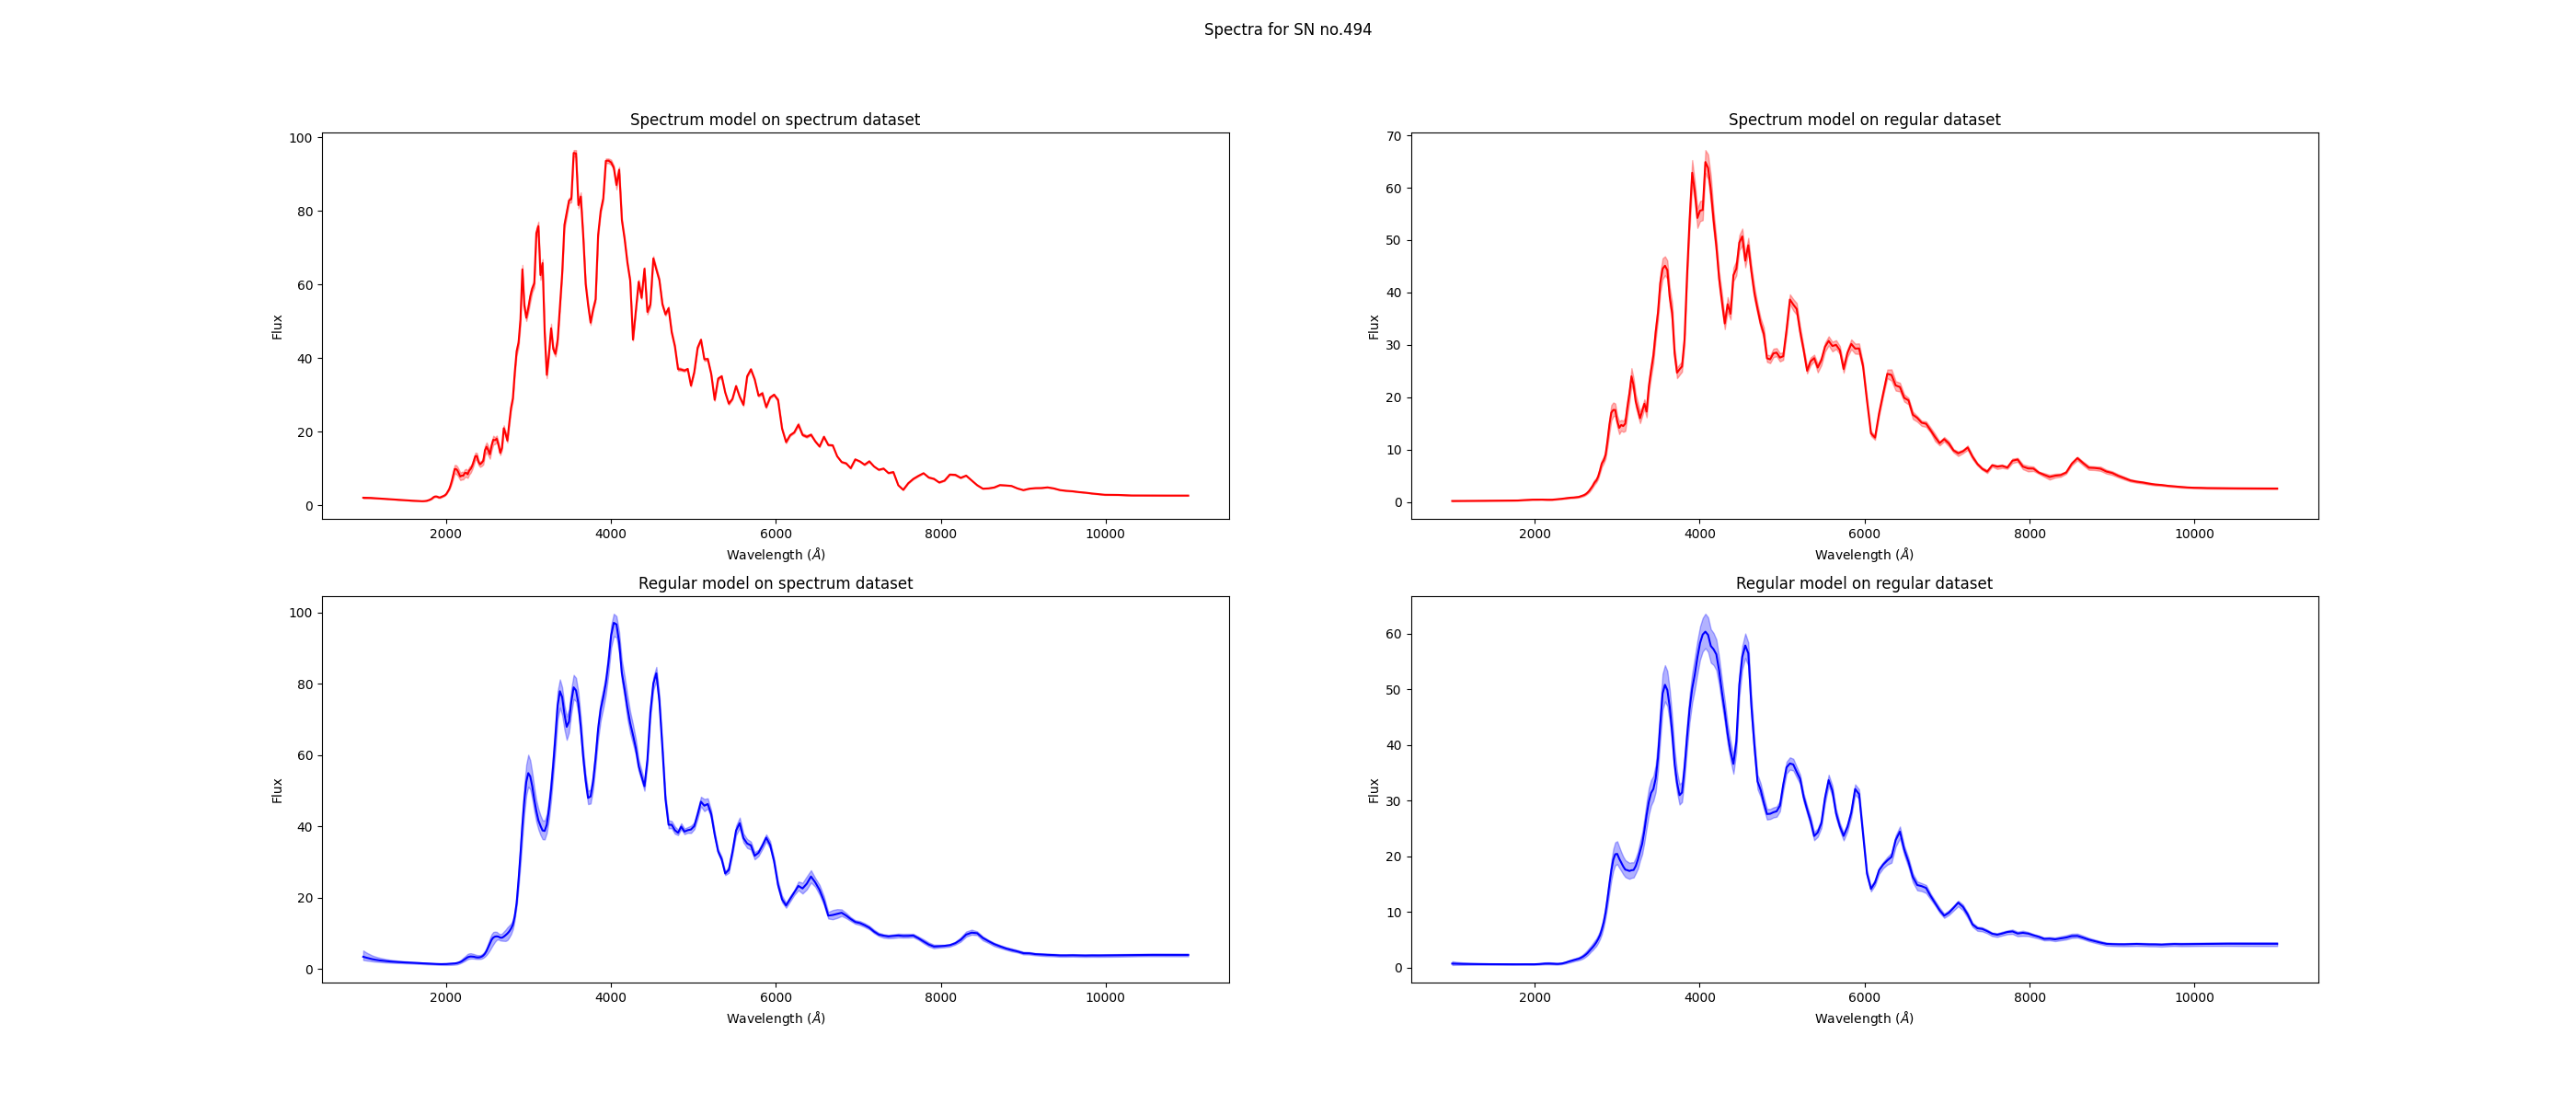 Spectra for SN no.494
Spectrum model on spectrum dataset
100
80
60
40
20
0
Flux
2000 4000 6000 8000 10000
Wavelength (Å)
Spectrum model on regular dataset
70
60
50
40
30
20
10
0
Flux
2000 4000 6000 8000 10000
Wavelength (Å)
Regular model on spectrum dataset
100
80
60
40
20
0
Flux
2000 4000 6000 8000 10000
Wavelength (Å)
Regular model on regular dataset
60
50
40
30
20
10
0
Flux
2000 4000 6000 8000 10000
Wavelength (Å)